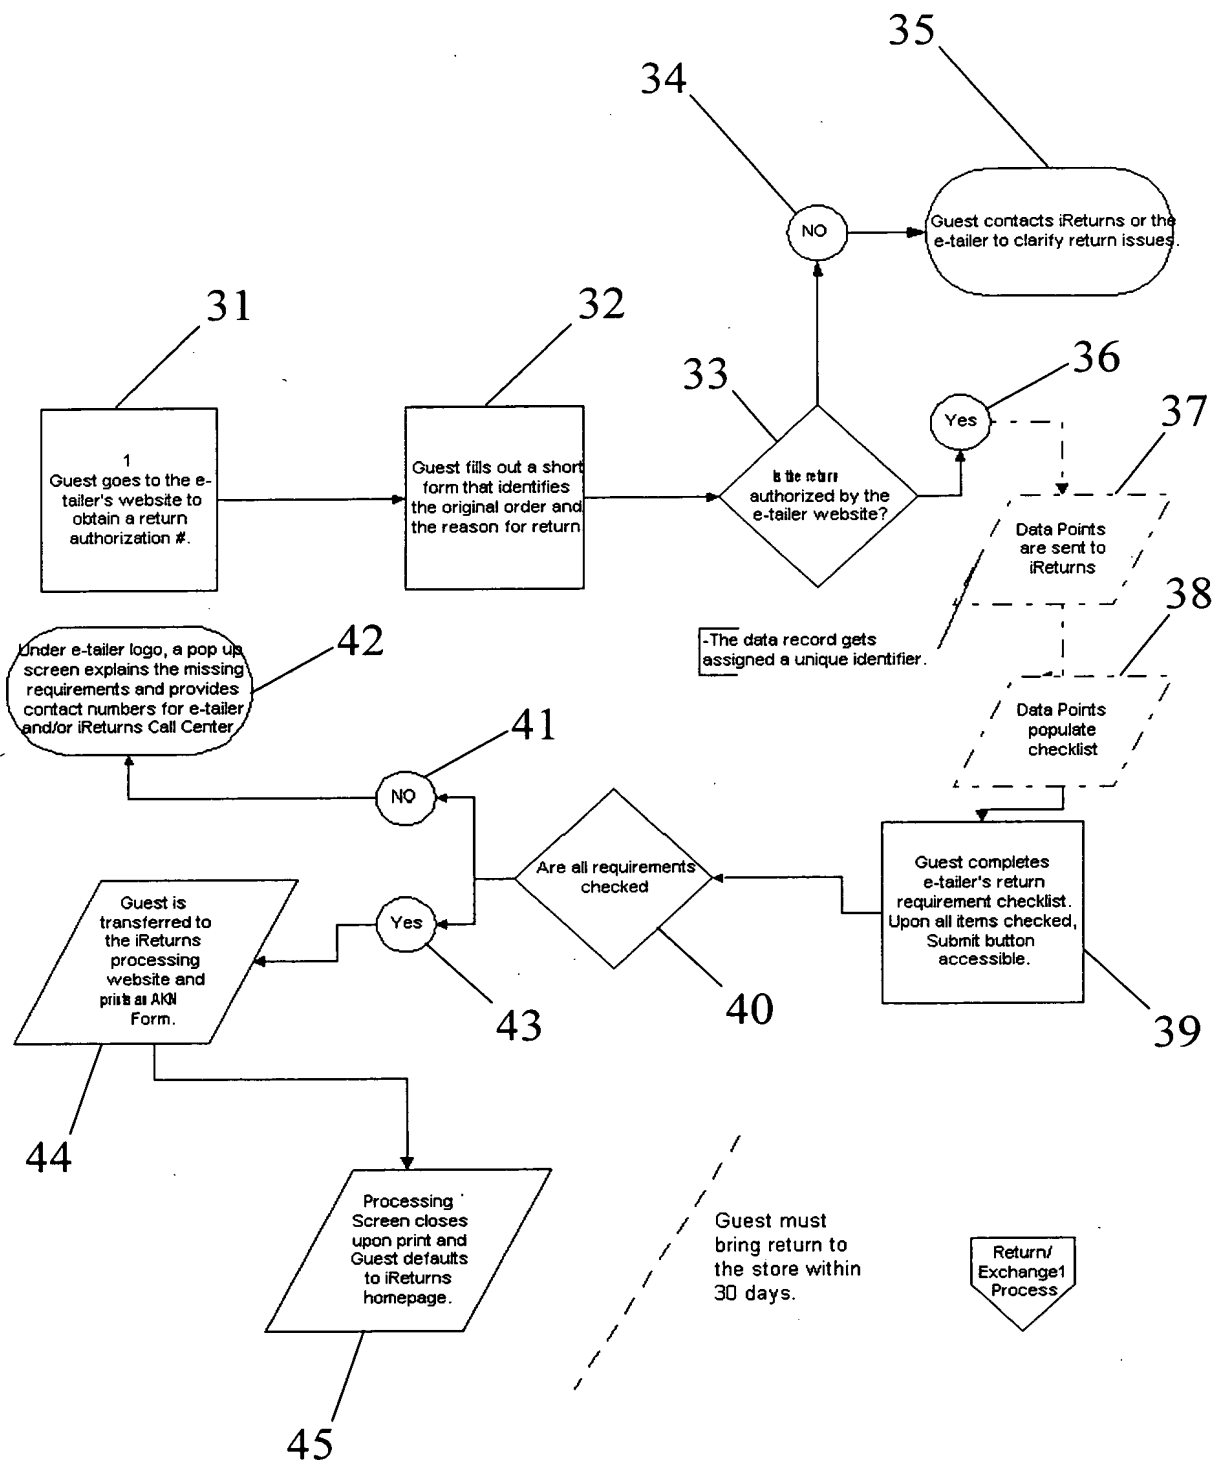 35
34
NO
Guest contacts iReturns or the
e-tailer to clarify return issues.
31
32
33
36
37
1
Guest goes to the e-
tailer's website to
obtain a return
authorization #.
Guest fills out a short
form that identifies
the original order and
the reason for return
Is the return
authorized by the
e-tailer website?
Yes
Data Points
are sent to
iReturns
38
-The data record gets
assigned a unique identifier.
Data Points
populate
checklist
42
Under e-tailer logo, a pop up
screen explains the missing
requirements and provides
contact numbers for e-tailer
and/or iReturns Call Center
41
NO
Are all requirements
checked
Guest completes
e-tailer's return
requirement checklist.
Upon all items checked,
Submit button
accessible.
Yes
Guest is
transferred to
the iReturns
processing
website and
prints an AKN
Form.
43
40
39
44
Processing
Screen closes
upon print and
Guest defaults
to iReturns
homepage.
Guest must
bring return to
the store within
30 days.
Return/
Exchange1
Process
45